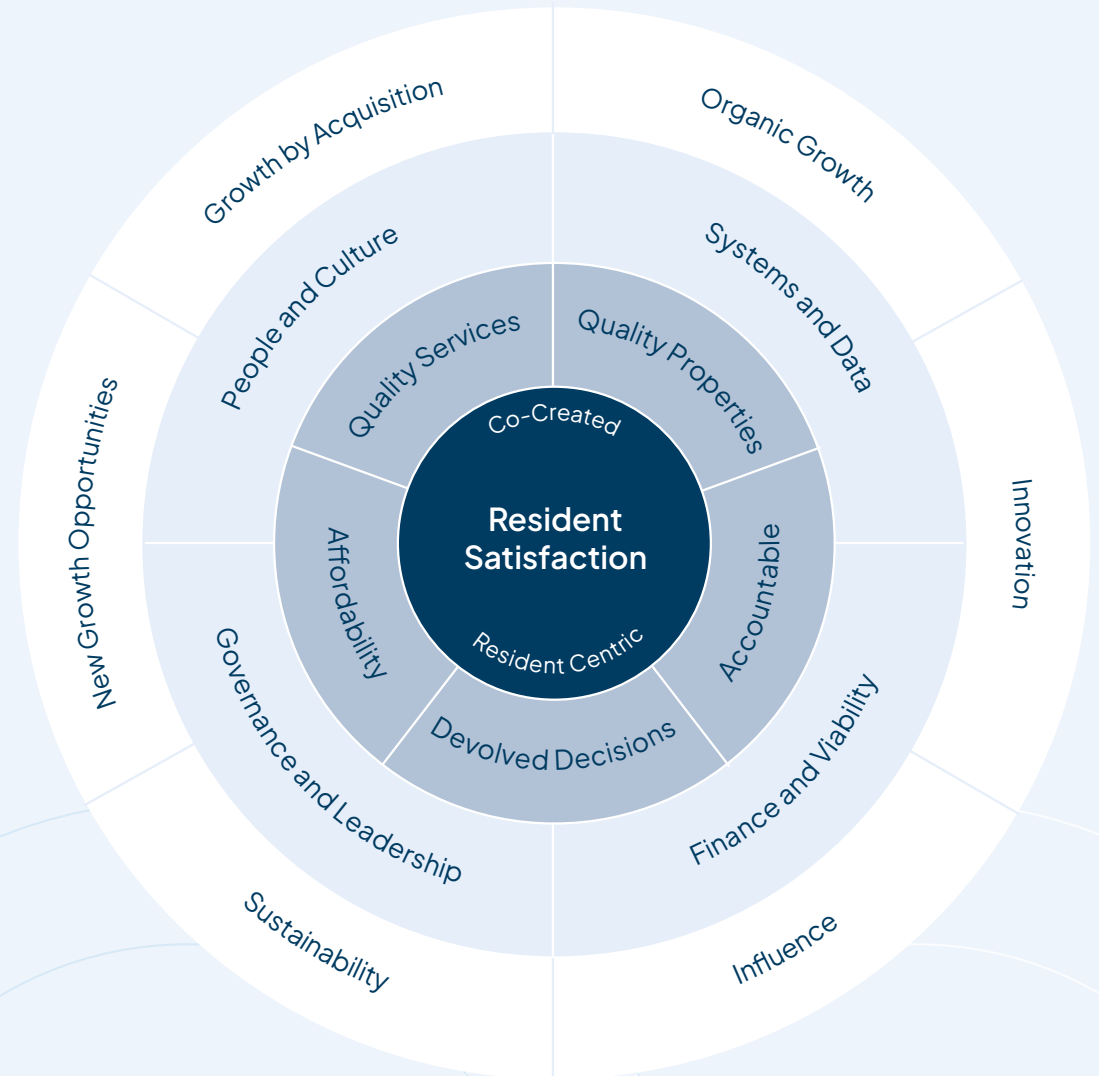 Growth by Acquisition
Organic Growth
Innovation
Influence
Sustainability
New Growth Opportunities
People and Culture
Systems and Data
Finance and Viability
Governance and Leadership
Quality Services
Quality Properties
Accountable
Devolved Decisions
Affordability
Co-Created
Resident
Satisfaction
Resident Centric